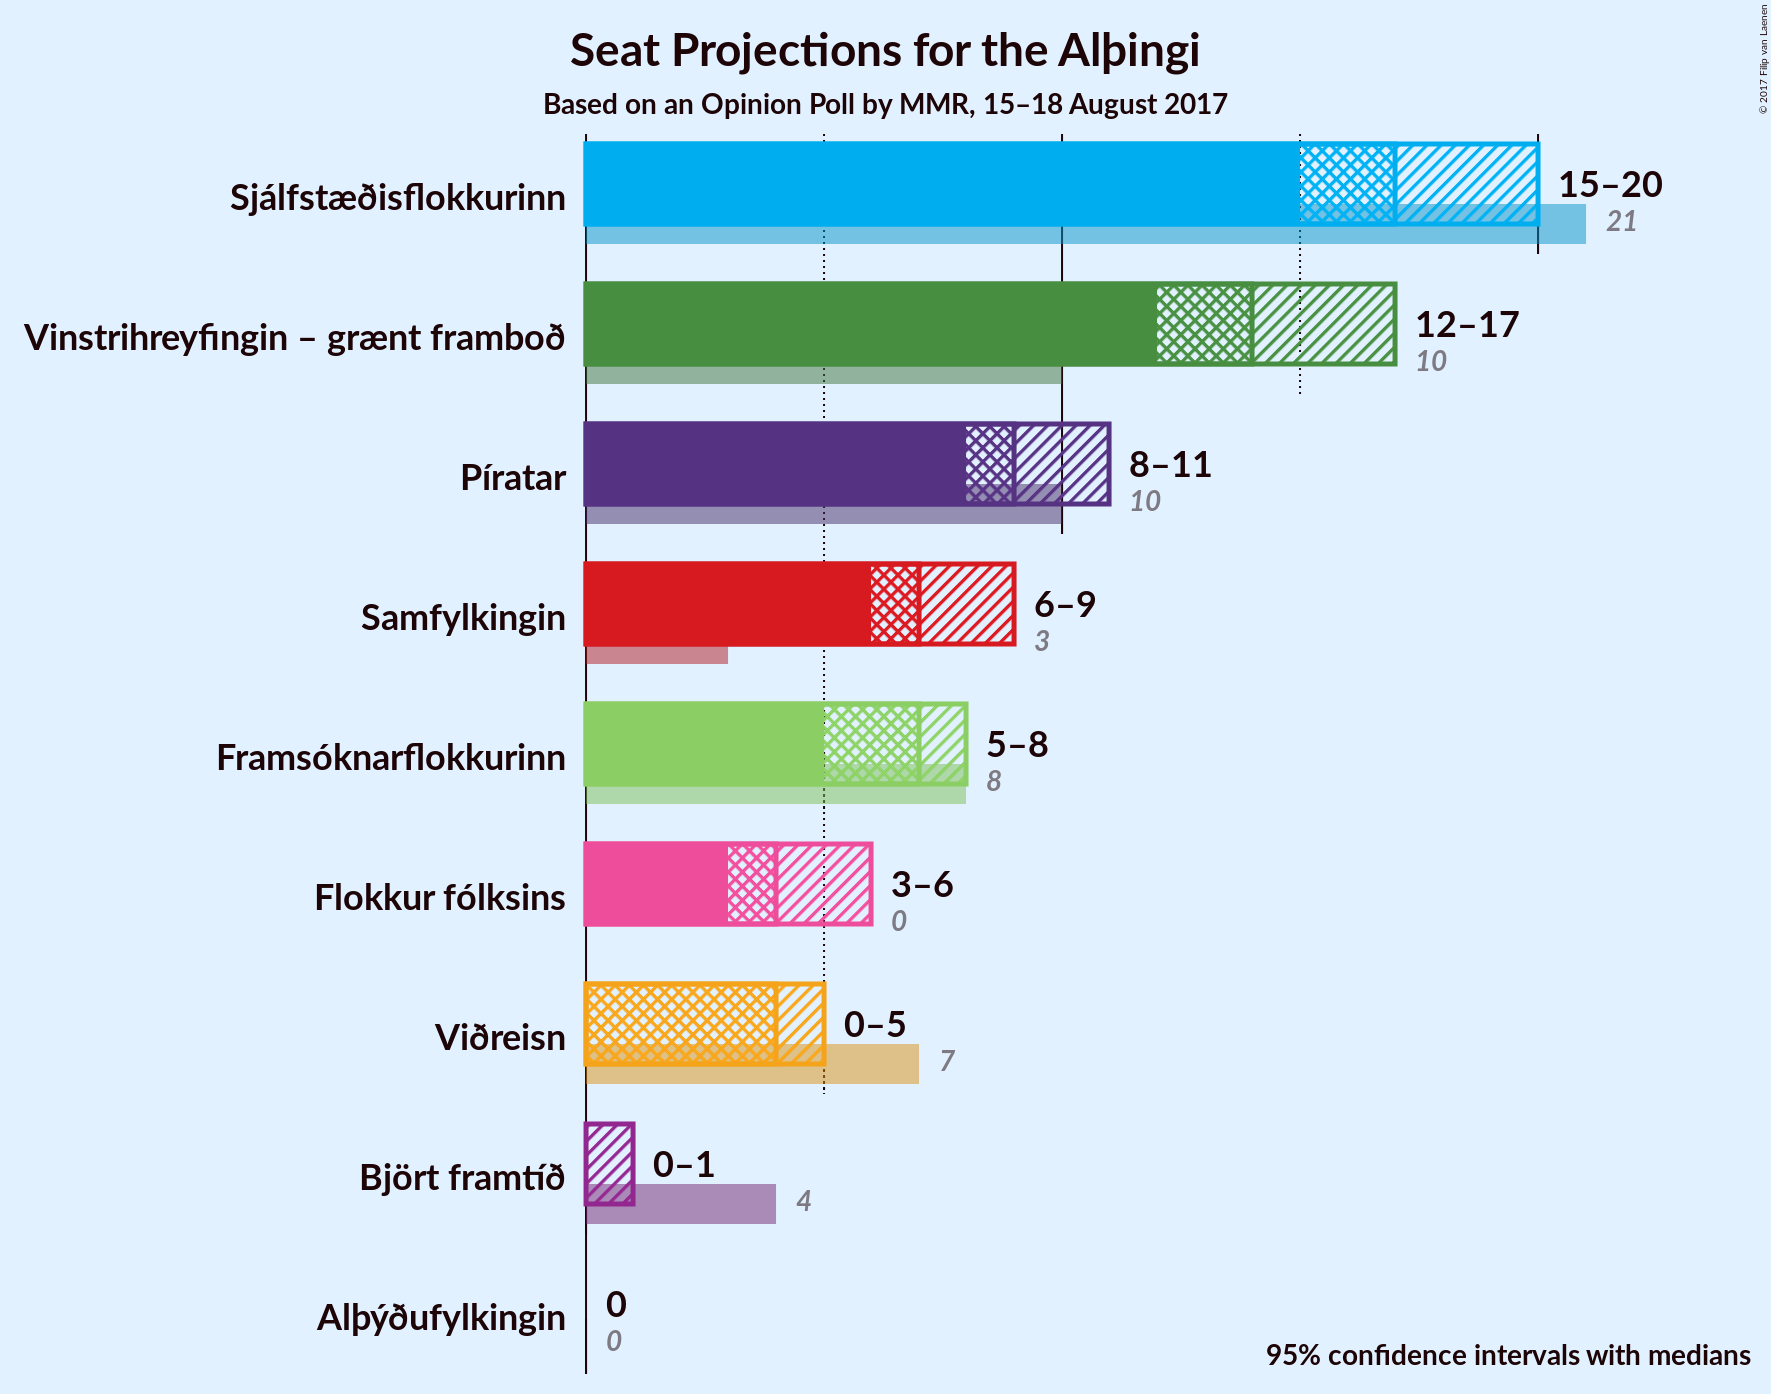 Seat Projections for the Alþingi
Based on an Opinion Poll by MMR, 15–18 August 2017
© 2017 Filip van Laenen
Sjálfstæðisflokkurinn
15–20
21
Vinstrihreyfingin – grænt framboð
12–17
10
Píratar
8–11
10
Samfylkingin
6–9
3
Framsóknarflokkurinn
5–8
8
Flokkur fólksins
3–6
0
Viðreisn
0–5
7
Björt framtíð
0–1
4
Alþýðufylkingin
0
0
95% confidence intervals with medians